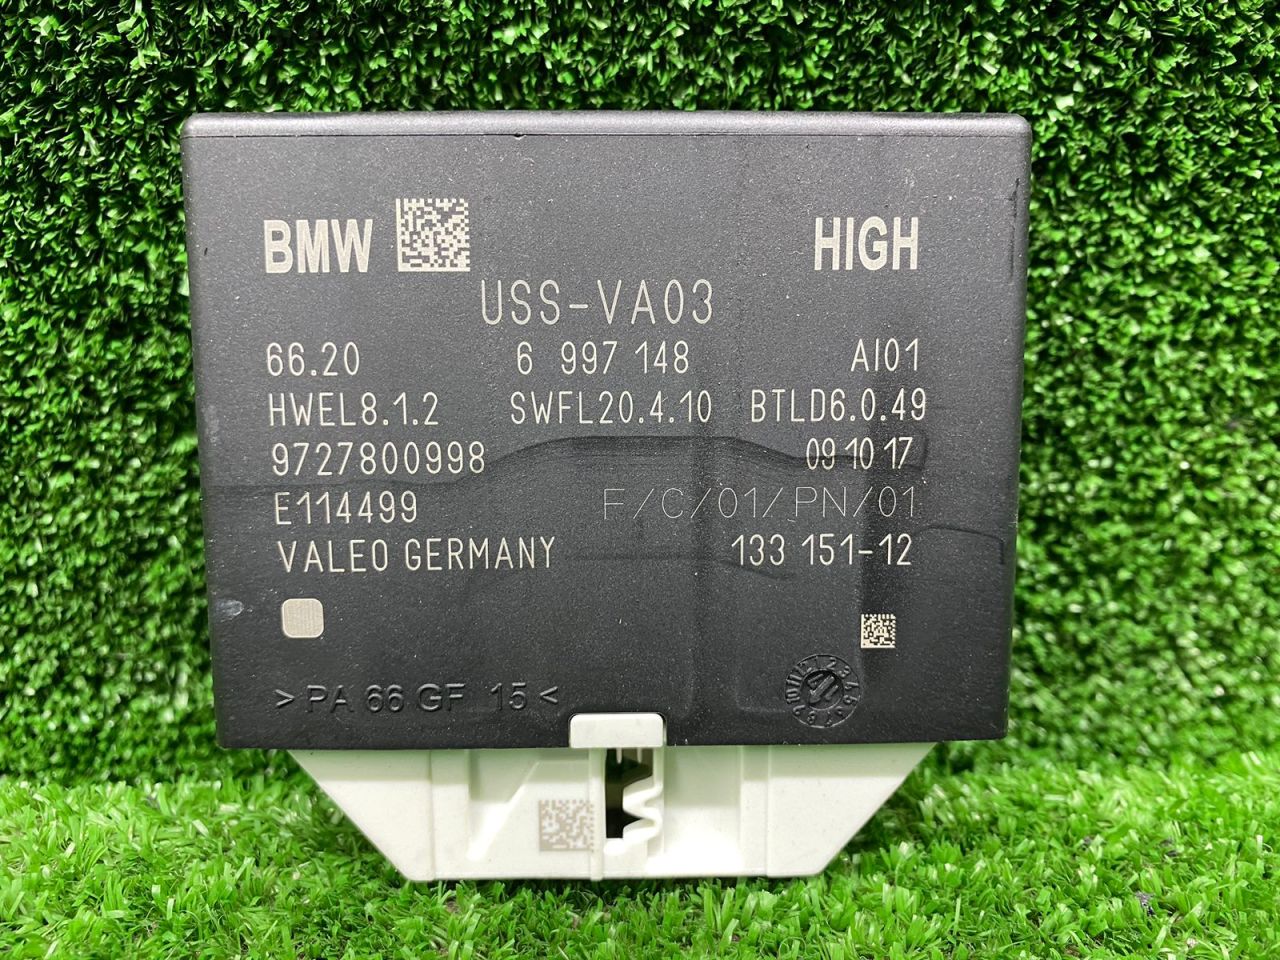 BMW HIGH
USS-VA03
66.20 6 997 148 AI01
HWEL8.1.2 SWFL20.4.10 BTLD6.0.49
9727800998 09 10 17
E114499 F/C/01/PN/01
VALEO GERMANY 133 151-12
>PA 66 GF 15<